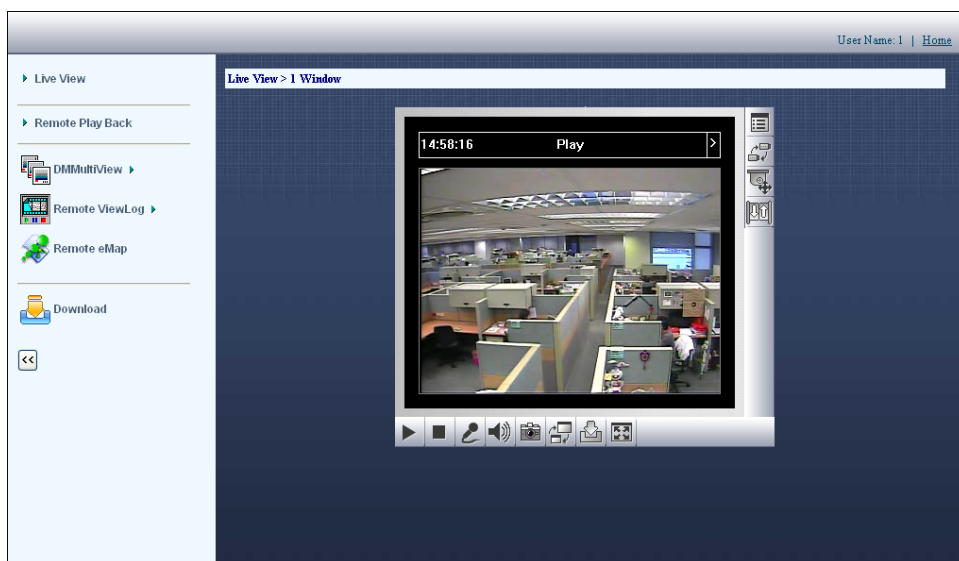 User Name: 1 | Home
Live View
Live View > 1 Window
Remote Play Back
14:58:16 Play >
DMMultiView
Remote ViewLog
Remote eMap
Download
<<